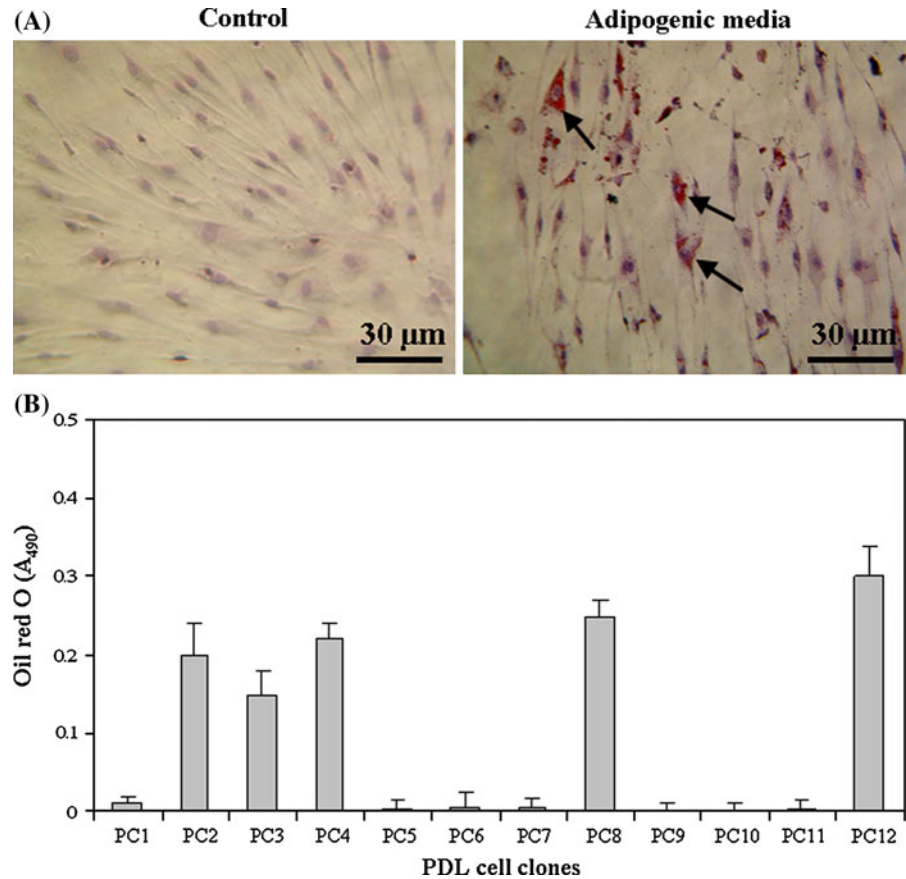 (A)
Control
Adipogenic media
30 µm
30 µm
(B)
Oil red O (A490)
0.5
0.4
0.3
0.2
0.1
0
PC1 PC2 PC3 PC4 PC5 PC6 PC7 PC8 PC9 PC10 PC11 PC12
PDL cell clones